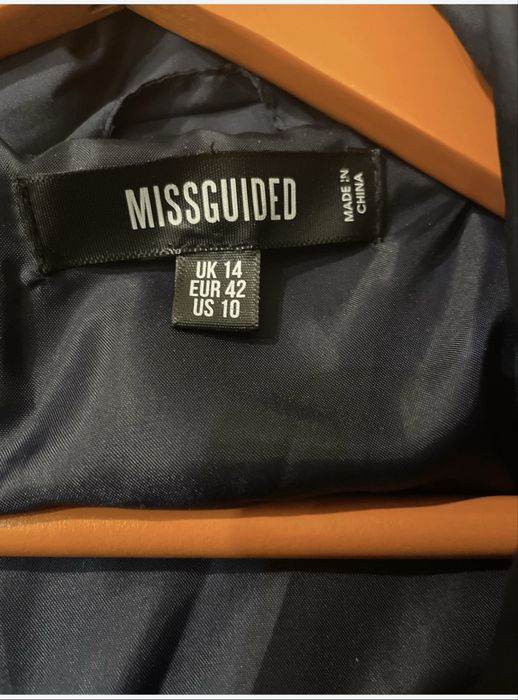 MISSGUIDED
MADE IN
CHINA
UK 14
EUR 42
US 10